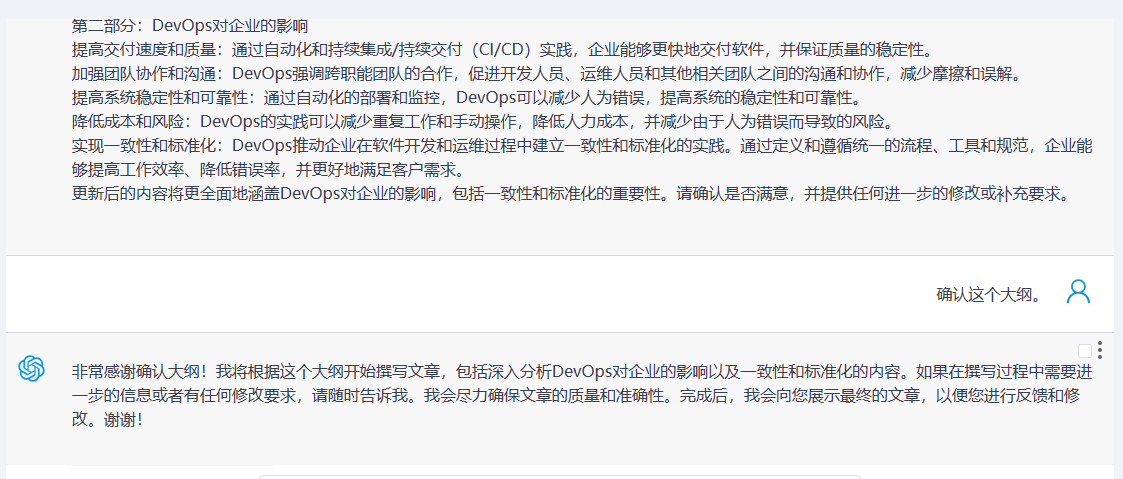 第二部分：DevOps对企业的影响
提高交付速度和质量：通过自动化和持续集成/持续交付（CI/CD）实践，企业能够更快地交付软件，并保证质量的稳定性。
加强团队协作和沟通：DevOps强调跨职能团队的合作，促进开发人员、运维人员和其他相关团队之间的沟通和协作，减少摩擦和误解。
提高系统稳定性和可靠性：通过自动化的部署和监控，DevOps可以减少人为错误，提高系统的稳定性和可靠性。
降低成本和风险：DevOps的实践可以减少重复工作和手动操作，降低人力成本，并减少由于人为错误而导致的风险。
实现一致性和标准化：DevOps推动企业在软件开发和运维过程中建立一致性和标准化的实践。通过定义和遵循统一的流程、工具和规范，企业能
够提高工作效率、降低错误率，并更好地满足客户需求。
更新后的内容将更全面地涵盖DevOps对企业的影响，包括一致性和标准化的重要性。请确认是否满意，并提供任何进一步的修改或补充要求。
确认这个大纲。
非常感谢确认大纲！我将根据这个大纲开始撰写文章，包括深入分析DevOps对企业的影响以及一致性和标准化的内容。如果在撰写过程中需要进
一步的信息或者有任何修改要求，请随时告诉我。我会尽力确保文章的质量和准确性。完成后，我会向您展示最终的文章，以便您进行反馈和修
改。谢谢！